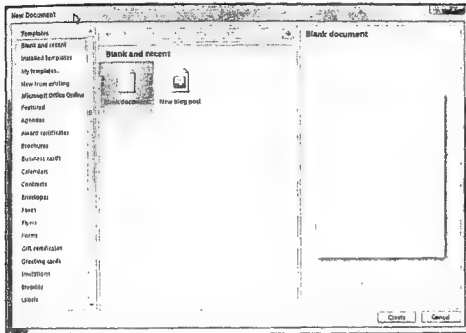 New Document
Templates
Blank and recent
Installed Templates
My templates...
New from existing
Microsoft Office Online
Featured
Agendas
Award certificates
Brochures
Business cards
Calendars
Contracts
Envelopes
Faxes
Flyers
Forms
Gift certificates
Greeting cards
Invitations
Invoices
Labels
Blank and recent
Blank document
New blog post
Blank document
Create
Cancel